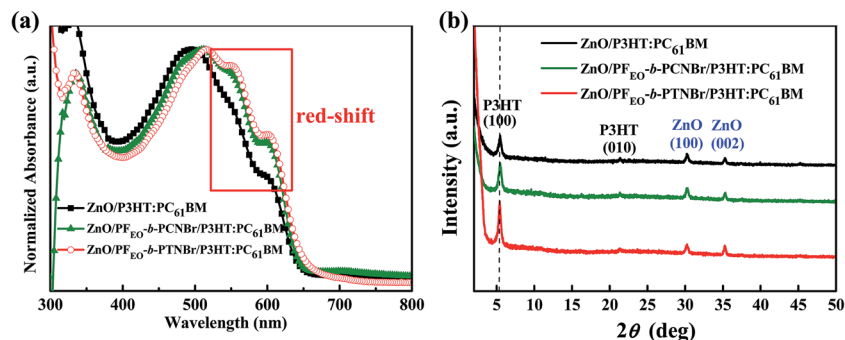 (a)
Normalized Absorbance (a.u.)
red-shift
ZnO/P3HT:PC61BM
ZnO/PFEO-b-PCNBr/P3HT:PC61BM
ZnO/PFEO-b-PTNBr/P3HT:PC61BM
300 400 500 600 700 800
Wavelength (nm)
(b)
Intensity (a.u.)
ZnO/P3HT:PC61BM
ZnO/PFEO-b-PCNBr/P3HT:PC61BM
ZnO/PFEO-b-PTNBr/P3HT:PC61BM
P3HT
(100)
P3HT
(010)
ZnO
(100)
ZnO
(002)
5 10 15 20 25 30 35 40 45 50
2θ (deg)